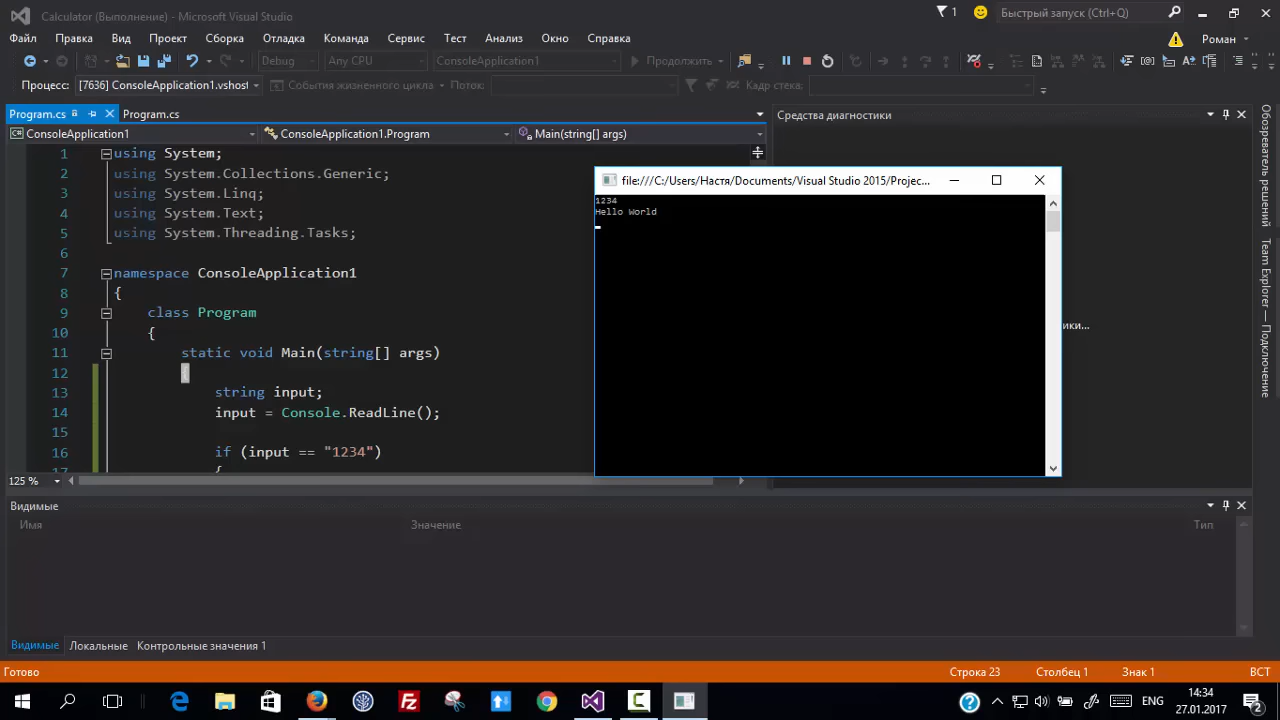 Calculator (Выполнение) - Microsoft Visual Studio
1
Быстрый запуск (Ctrl+Q)
Файл Правка Вид Проект Сборка Отладка Команда Сервис Тест Анализ Окно Справка
Роман
Debug Any CPU ConsoleApplication1 Продолжить
Процесс: [7636] ConsoleApplication1.vshost События жизненного цикла Поток: Кадр стека:
Program.cs Program.cs
Средства диагностики
ConsoleApplication1 ConsoleApplication1.Program Main(string[] args)
1 using System;
2 using System.Collections.Generic;
3 using System.Linq;
4 using System.Text;
5 using System.Threading.Tasks;
6
7 namespace ConsoleApplication1
8 {
9 class Program
10 {
11 static void Main(string[] args)
12 {
13 string input;
14 input = Console.ReadLine();
15
16 if (input == "1234")
17 {
125 %
file:///C:/Users/Настя/Documents/Visual Studio 2015/Projec...
1234
Hello World
ики...
Обозреватель решений
Team Explorer — Подключение
Видимые
Имя Значение Тип
Видимые Локальные Контрольные значения 1
Готово Строка 23 Столбец 1 Знак 1 ВСТ
ENG
14:34
27.01.2017
2